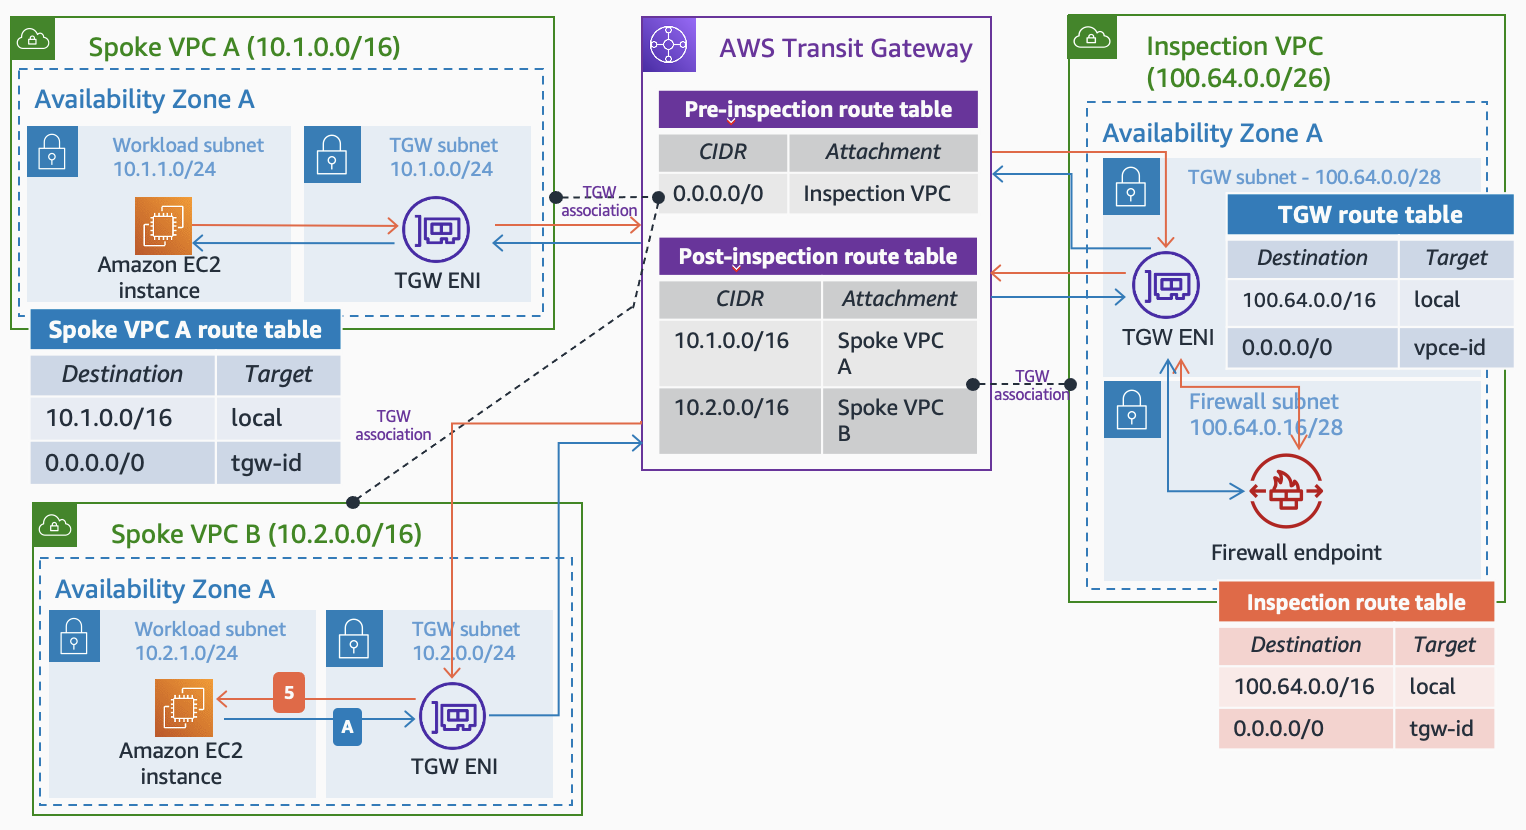 Spoke VPC A (10.1.0.0/16)
Availability Zone A
Workload subnet
10.1.1.0/24
TGW subnet
10.1.0.0/24
Amazon EC2
instance
TGW ENI
Spoke VPC A route table
Destination Target
10.1.0.0/16 local
0.0.0.0/0 tgw-id
TGW
association
TGW
association
Spoke VPC B (10.2.0.0/16)
Availability Zone A
Workload subnet
10.2.1.0/24
TGW subnet
10.2.0.0/24
5
A
Amazon EC2
instance
TGW ENI
AWS Transit Gateway
Pre-inspection route table
CIDR Attachment
0.0.0.0/0 Inspection VPC
Post-inspection route table
CIDR Attachment
10.1.0.0/16 Spoke VPC
A
10.2.0.0/16 Spoke VPC
B
TGW
association
Inspection VPC
(100.64.0.0/26)
Availability Zone A
TGW subnet - 100.64.0.0/28
TGW route table
Destination Target
100.64.0.0/16 local
0.0.0.0/0 vpce-id
TGW ENI
Firewall subnet
100.64.0.16/28
Firewall endpoint
Inspection route table
Destination Target
100.64.0.0/16 local
0.0.0.0/0 tgw-id